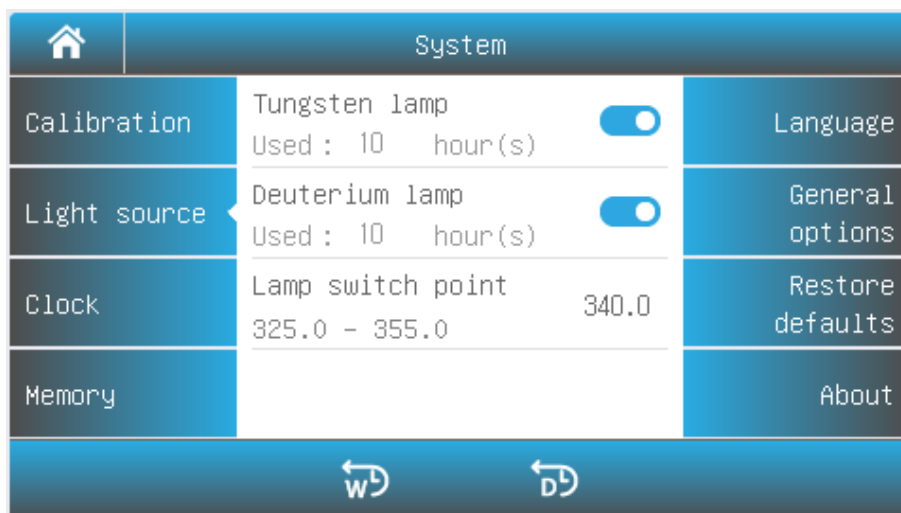 System
Calibration
Light source
Clock
Memory
Tungsten lamp
Used : 10 hour(s)
Deuterium lamp
Used : 10 hour(s)
Lamp switch point
325.0 - 355.0
340.0
Language
General
options
Restore
defaults
About
W
D